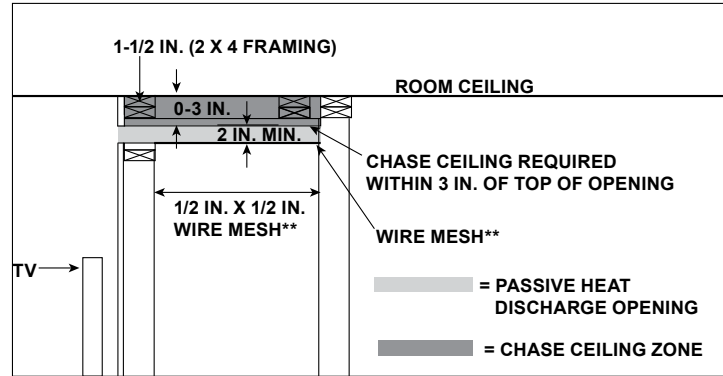 1-1/2 IN. (2 X 4 FRAMING)
ROOM CEILING
0-3 IN.
2 IN. MIN.
CHASE CEILING REQUIRED
WITHIN 3 IN. OF TOP OF OPENING
1/2 IN. X 1/2 IN.
WIRE MESH**
WIRE MESH**
TV
= PASSIVE HEAT
DISCHARGE OPENING
= CHASE CEILING ZONE